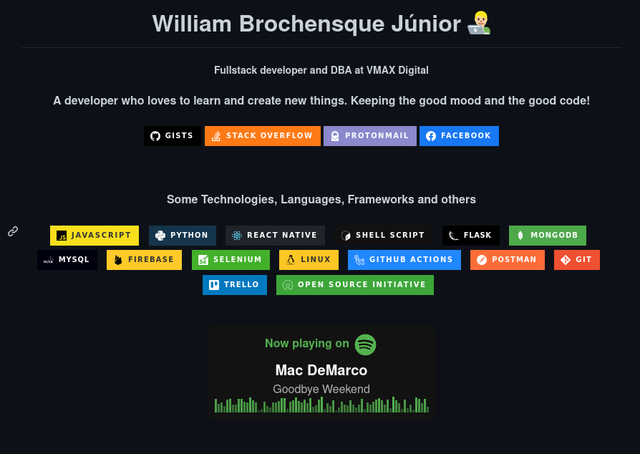 William Brochensque Júnior
Fullstack developer and DBA at VMAX Digital
A developer who loves to learn and create new things. Keeping the good mood and the good code!
GISTS STACK OVERFLOW PROTONMAIL FACEBOOK
Some Technologies, Languages, Frameworks and others
JS JAVASCRIPT PYTHON REACT NATIVE SHELL SCRIPT FLASK MONGODB
MYSQL FIREBASE Se SELENIUM LINUX GITHUB ACTIONS POSTMAN GIT
TRELLO OPEN SOURCE INITIATIVE
Now playing on
Mac DeMarco
Goodbye Weekend